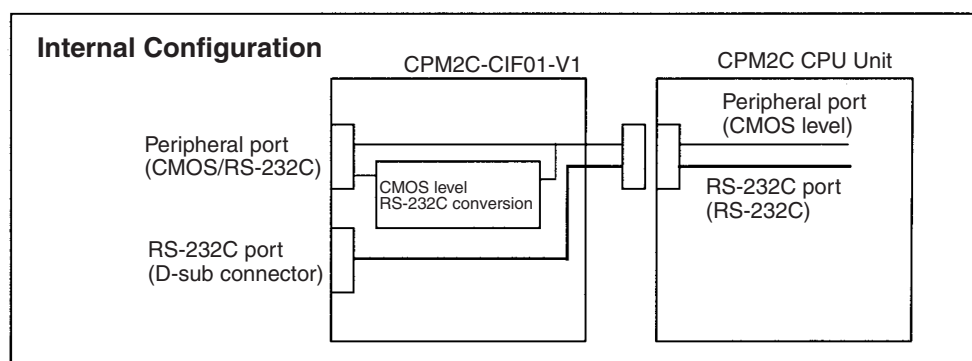 Internal Configuration
CPM2C-CIF01-V1
CPM2C CPU Unit
Peripheral port
(CMOS/RS-232C)
CMOS level
RS-232C conversion
RS-232C port
(D-sub connector)
Peripheral port
(CMOS level)
RS-232C port
(RS-232C)